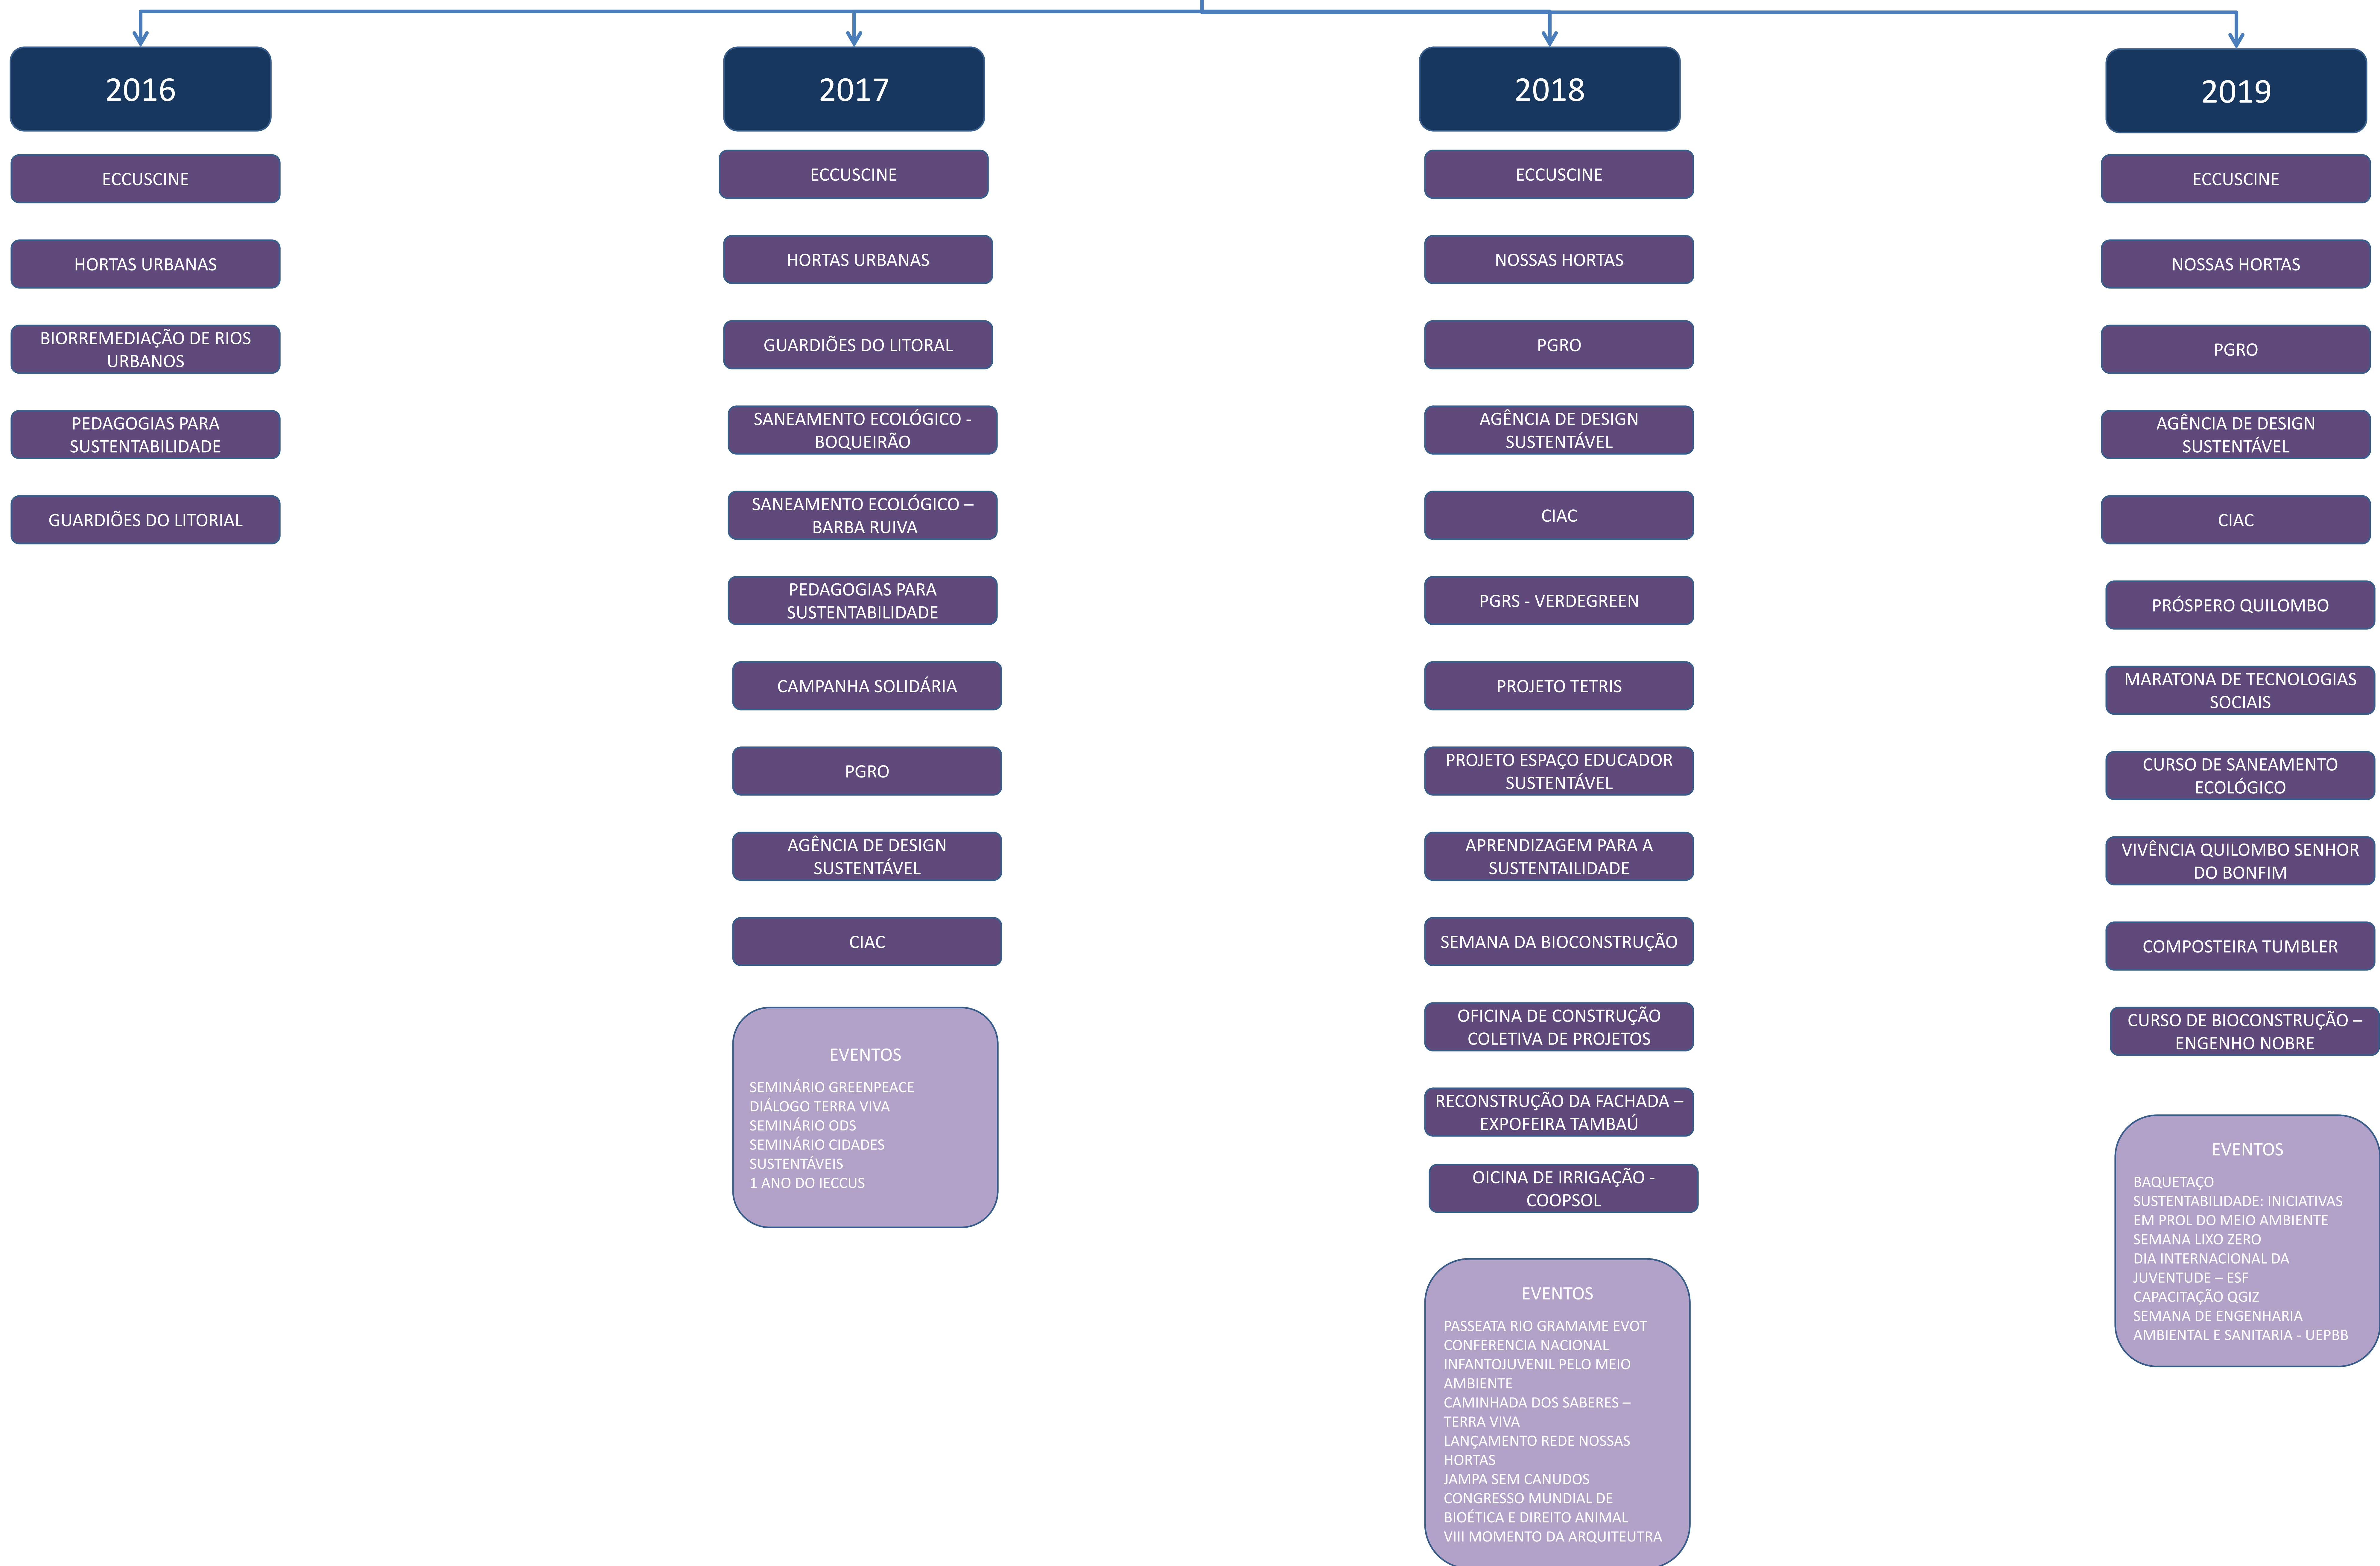 2016
ECCUSCINE
HORTAS URBANAS
BIORREMEDIAÇÃO DE RIOS
URBANOS
PEDAGOGIAS PARA
SUSTENTABILIDADE
GUARDIÕES DO LITORIAL
2017
ECCUSCINE
HORTAS URBANAS
GUARDIÕES DO LITORAL
SANEAMENTO ECOLÓGICO -
BOQUEIRÃO
SANEAMENTO ECOLÓGICO –
BARBA RUIVA
PEDAGOGIAS PARA
SUSTENTABILIDADE
CAMPANHA SOLIDÁRIA
PGRO
AGÊNCIA DE DESIGN
SUSTENTÁVEL
CIAC
EVENTOS
SEMINÁRIO GREENPEACE
DIÁLOGO TERRA VIVA
SEMINÁRIO ODS
SEMINÁRIO CIDADES
SUSTENTÁVEIS
1 ANO DO IECCUS
2018
ECCUSCINE
NOSSAS HORTAS
PGRO
AGÊNCIA DE DESIGN
SUSTENTÁVEL
CIAC
PGRS - VERDEGREEN
PROJETO TETRIS
PROJETO ESPAÇO EDUCADOR
SUSTENTÁVEL
APRENDIZAGEM PARA A
SUSTENTAILIDADE
SEMANA DA BIOCONSTRUÇÃO
OFICINA DE CONSTRUÇÃO
COLETIVA DE PROJETOS
RECONSTRUÇÃO DA FACHADA –
EXPOFEIRA TAMBAÚ
OICINA DE IRRIGAÇÃO -
COOPSOL
EVENTOS
PASSEATA RIO GRAMAME EVOT
CONFERENCIA NACIONAL
INFANTOJUVENIL PELO MEIO
AMBIENTE
CAMINHADA DOS SABERES –
TERRA VIVA
LANÇAMENTO REDE NOSSAS
HORTAS
JAMPA SEM CANUDOS
CONGRESSO MUNDIAL DE
BIOÉTICA E DIREITO ANIMAL
VIII MOMENTO DA ARQUITEUTRA
2019
ECCUSCINE
NOSSAS HORTAS
PGRO
AGÊNCIA DE DESIGN
SUSTENTÁVEL
CIAC
PRÓSPERO QUILOMBO
MARATONA DE TECNOLOGIAS
SOCIAIS
CURSO DE SANEAMENTO
ECOLÓGICO
VIVÊNCIA QUILOMBO SENHOR
DO BONFIM
COMPOSTEIRA TUMBLER
CURSO DE BIOCONSTRUÇÃO –
ENGENHO NOBRE
EVENTOS
BAQUETAÇO
SUSTENTABILIDADE: INICIATIVAS
EM PROL DO MEIO AMBIENTE
SEMANA LIXO ZERO
DIA INTERNACIONAL DA
JUVENTUDE – ESF
CAPACITAÇÃO QGIZ
SEMANA DE ENGENHARIA
AMBIENTAL E SANITARIA - UEPBB